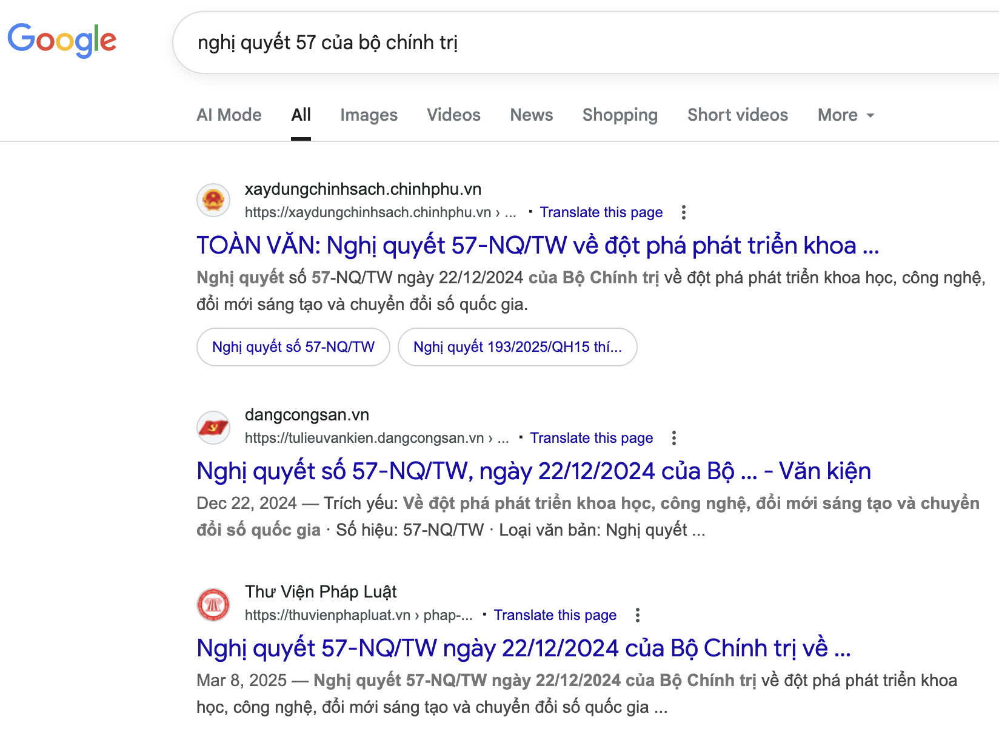 Google
nghị quyết 57 của bộ chính trị
AI Mode All Images Videos News Shopping Short videos More
xaydungchinhsach.chinhphu.vn
https://xaydungchinhsach.chinhphu.vn › ... · Translate this page
TOÀN VĂN: Nghị quyết 57-NQ/TW về đột phá phát triển khoa ...
Nghị quyết số 57-NQ/TW ngày 22/12/2024 của Bộ Chính trị về đột phá phát triển khoa học, công nghệ,
đổi mới sáng tạo và chuyển đổi số quốc gia.
Nghị quyết số 57-NQ/TW Nghị quyết 193/2025/QH15 thí...
dangcongsan.vn
https://tulieuvankien.dangcongsan.vn › ... · Translate this page
Nghị quyết số 57-NQ/TW, ngày 22/12/2024 của Bộ ... - Văn kiện
Dec 22, 2024 — Trích yếu: Về đột phá phát triển khoa học, công nghệ, đổi mới sáng tạo và chuyển
đổi số quốc gia · Số hiệu: 57-NQ/TW · Loại văn bản: Nghị quyết ...
Thư Viện Pháp Luật
https://thuvienphapluat.vn › phap-... · Translate this page
Nghị quyết 57-NQ/TW ngày 22/12/2024 của Bộ Chính trị về ...
Mar 8, 2025 — Nghị quyết 57-NQ/TW ngày 22/12/2024 của Bộ Chính trị về đột phá phát triển khoa
học, công nghệ, đổi mới sáng tạo và chuyển đổi số quốc gia ...